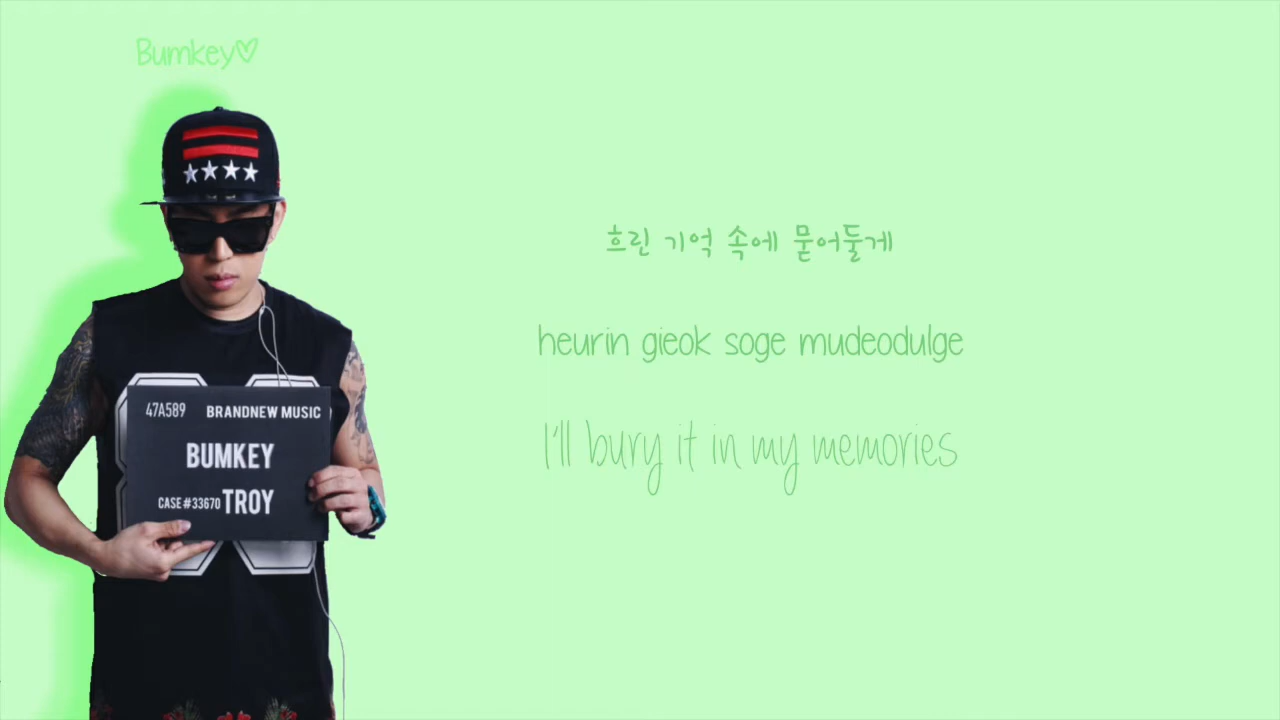 Bumkey♡
47A589 BRANDNEW MUSIC
BUMKEY
CASE#33670 TROY
흐린 기억 속에 묻어둘게
heurin gieok soge mudeodulge
I'll bury it in my memories